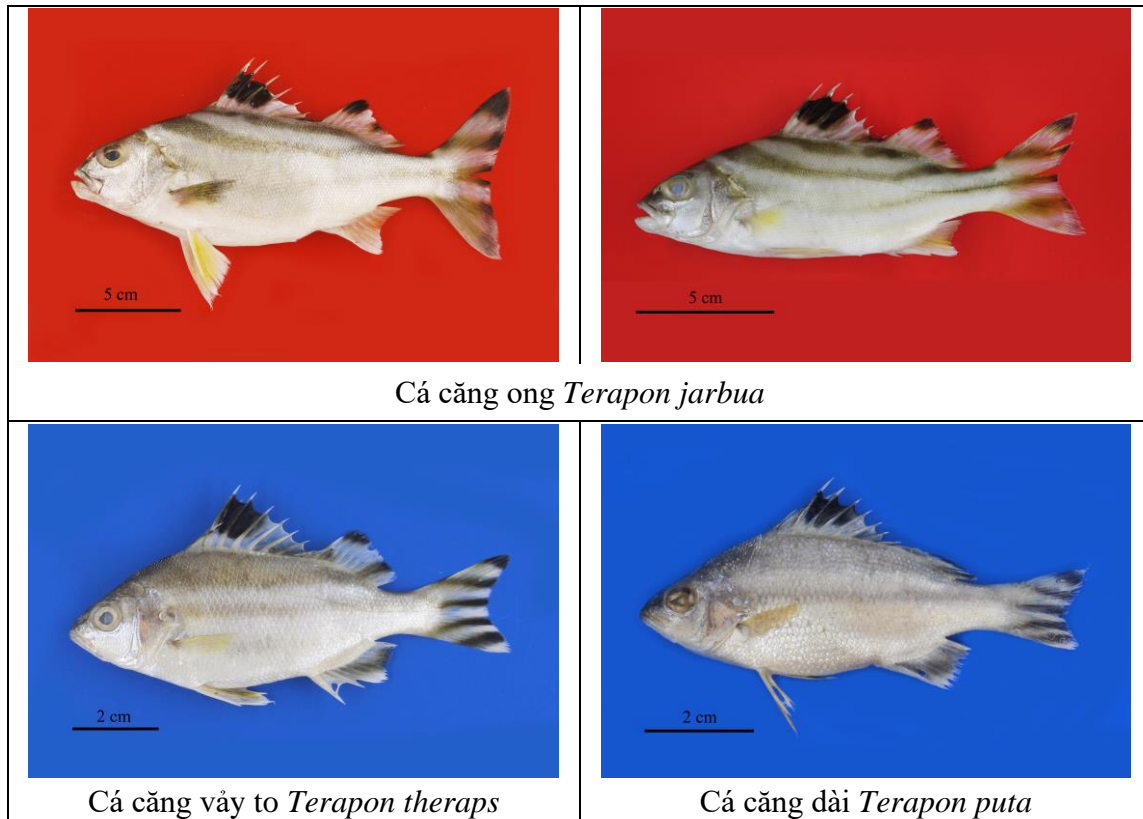 5 cm
5 cm
Cá căng ong Terapon jarbua
2 cm
2 cm
Cá căng vảy to Terapon theraps
Cá căng dài Terapon puta